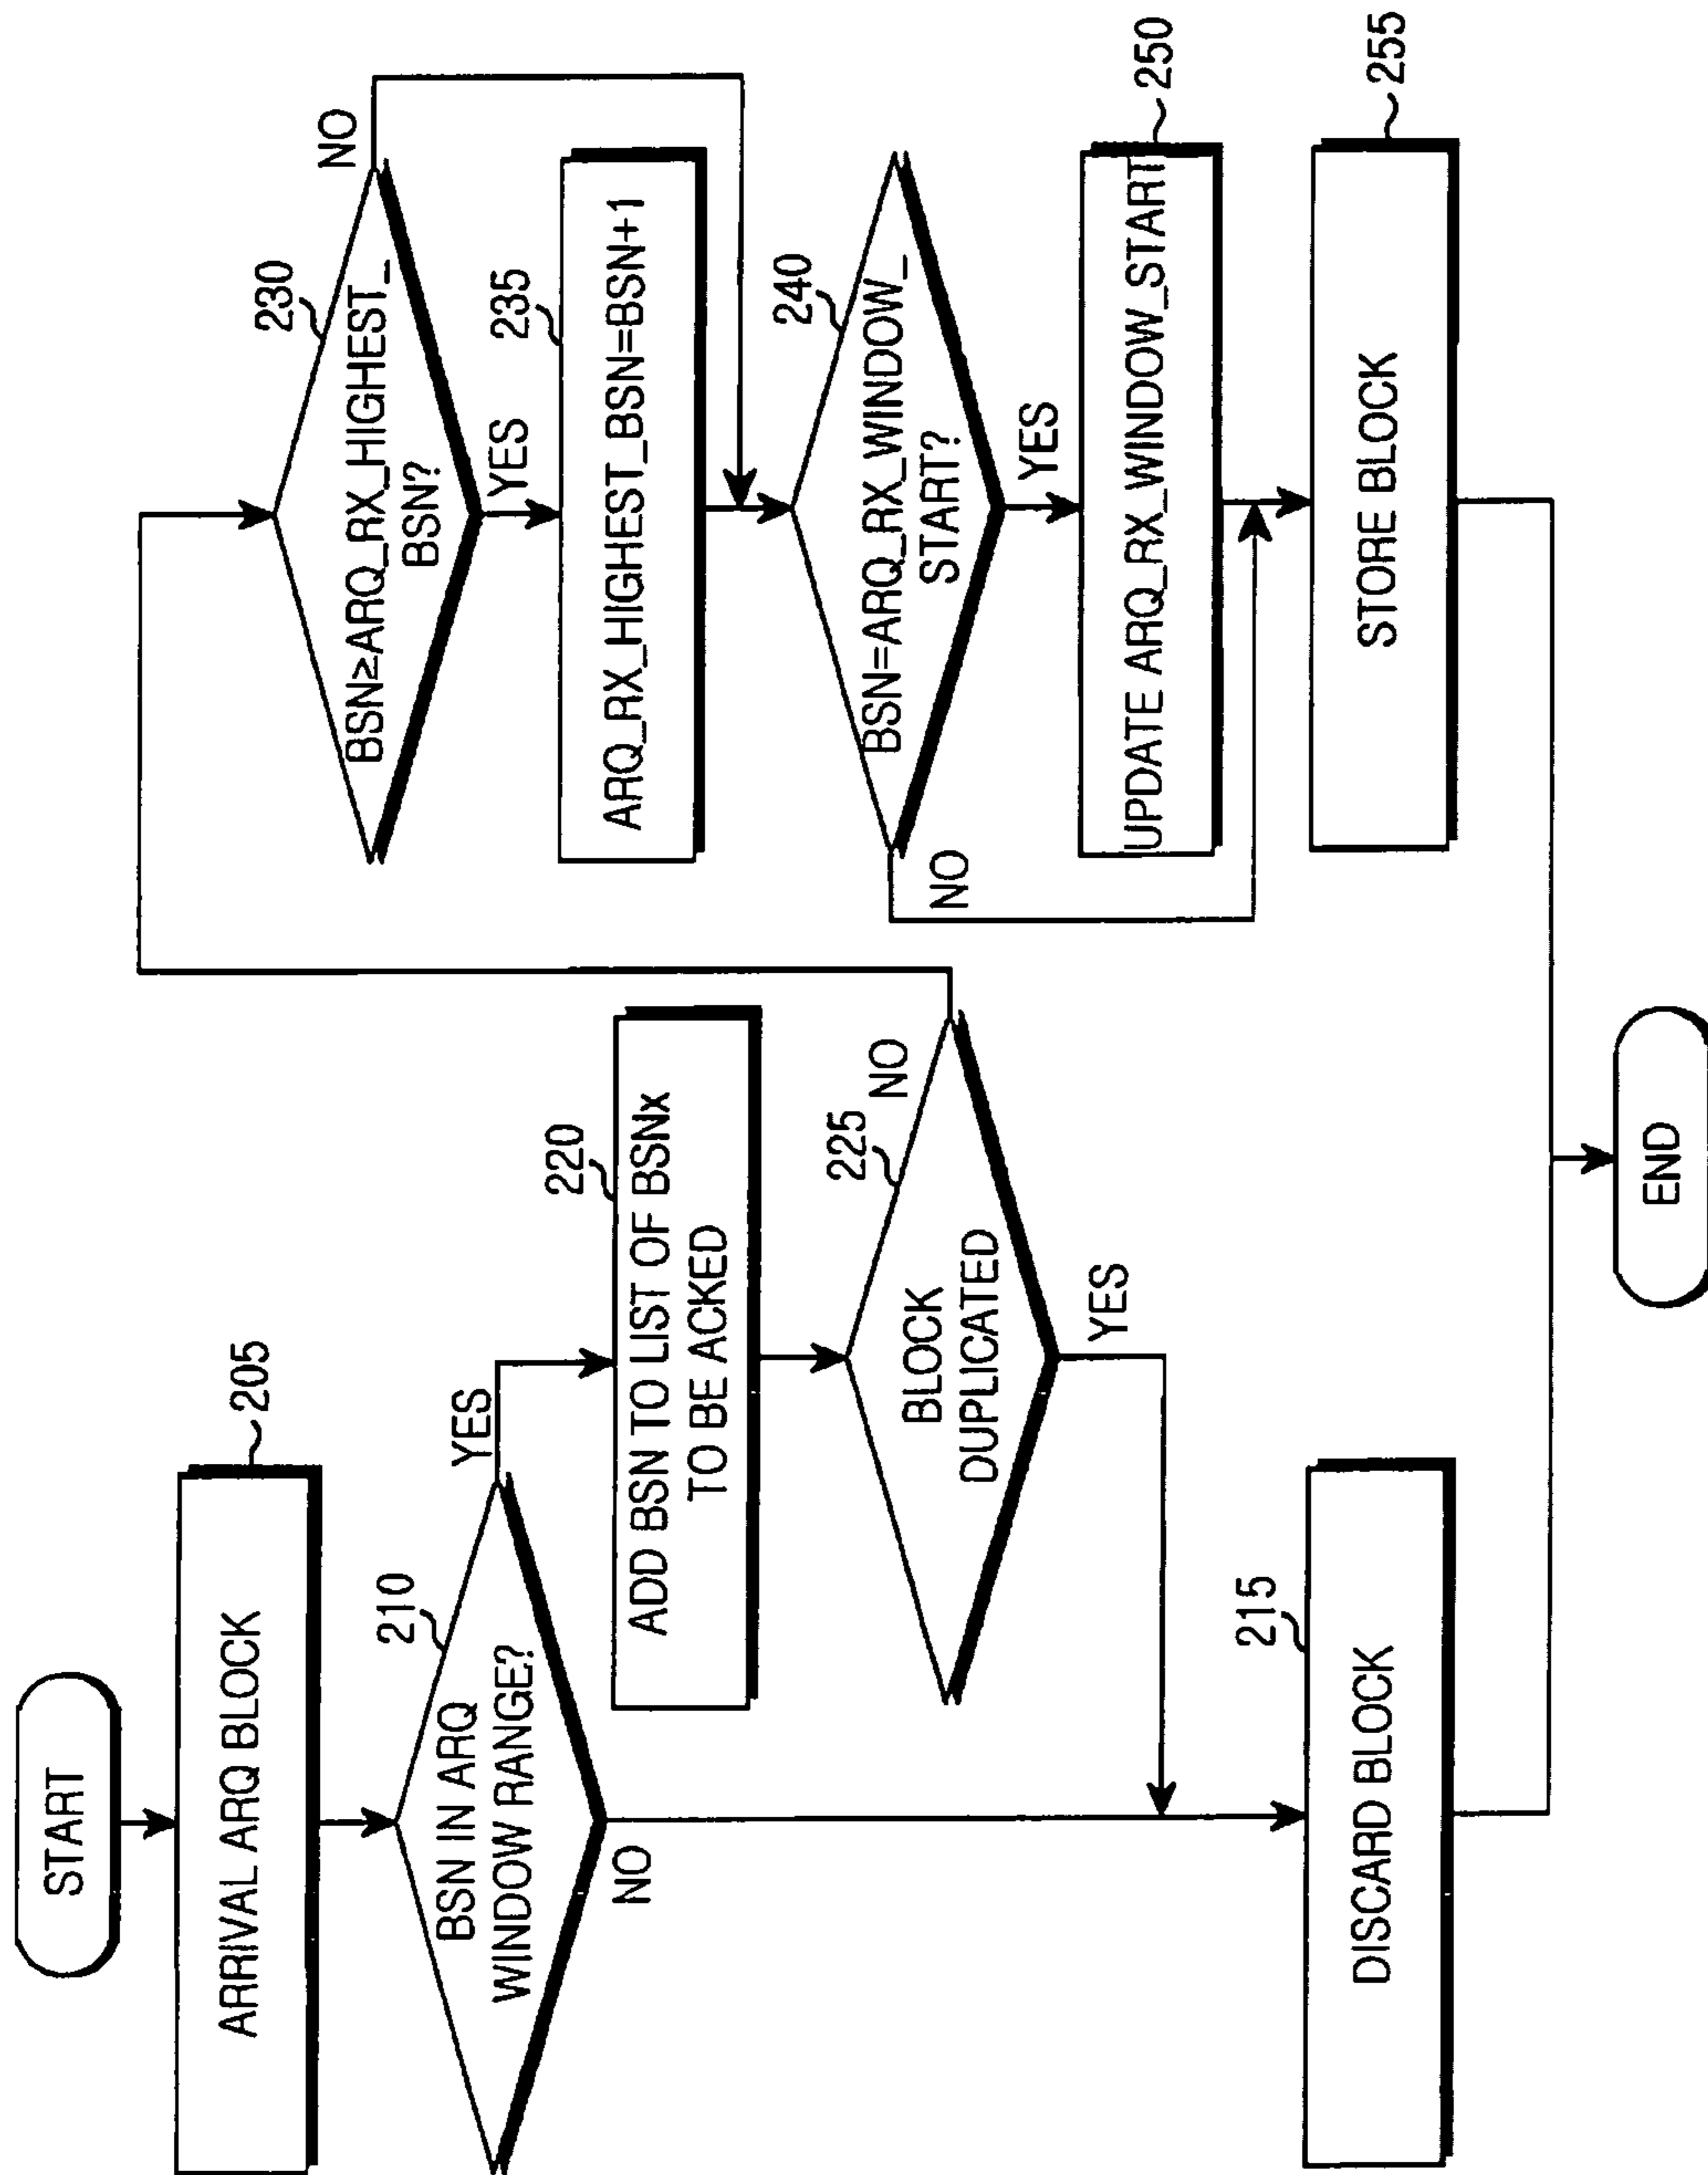 START
ARRIVAL ARQ BLOCK
205
210
BSN IN ARQ
WINDOW RANGE?
YES
NO
220
ADD BSN TO LIST OF BSNx
TO BE ACKED
225
BLOCK
DUPLICATED
NO
YES
215
DISCARD BLOCK
230
BSN≥ARQ_RX_HIGHEST_
BSN?
NO
YES
235
ARQ_RX_HIGHEST_BSN=BSN+1
240
BSN=ARQ_RX_WINDOW_
START?
YES
NO
UPDATE ARQ_RX_WINDOW_START
250
STORE BLOCK
255
END